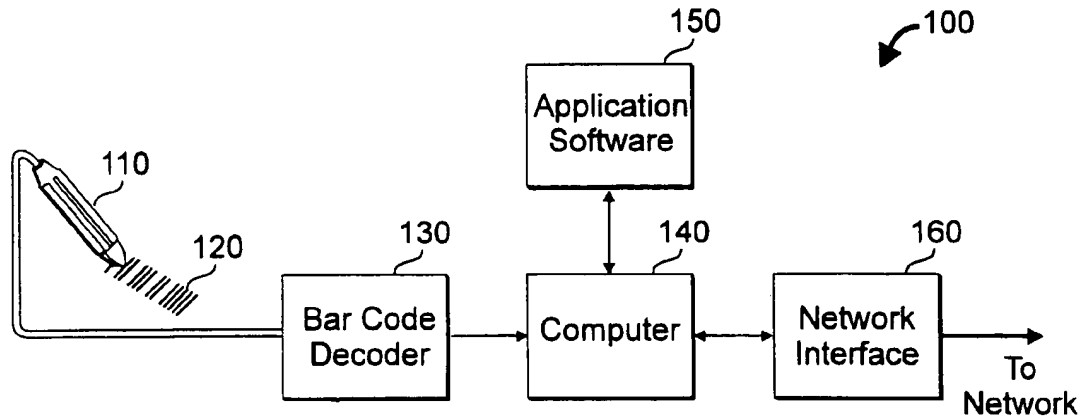 100
150
Application
Software
110
120
130
140
160
Bar Code
Decoder
Computer
Network
Interface
To
Network